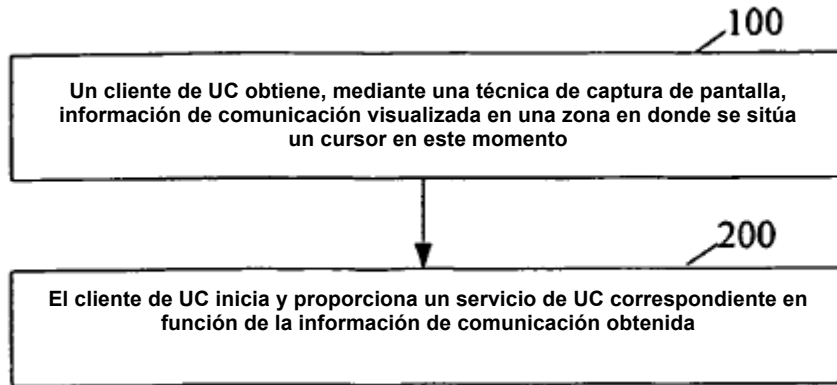 100
Un cliente de UC obtiene, mediante una técnica de captura de pantalla,
información de comunicación visualizada en una zona en donde se sitúa
un cursor en este momento
200
El cliente de UC inicia y proporciona un servicio de UC correspondiente en
función de la información de comunicación obtenida